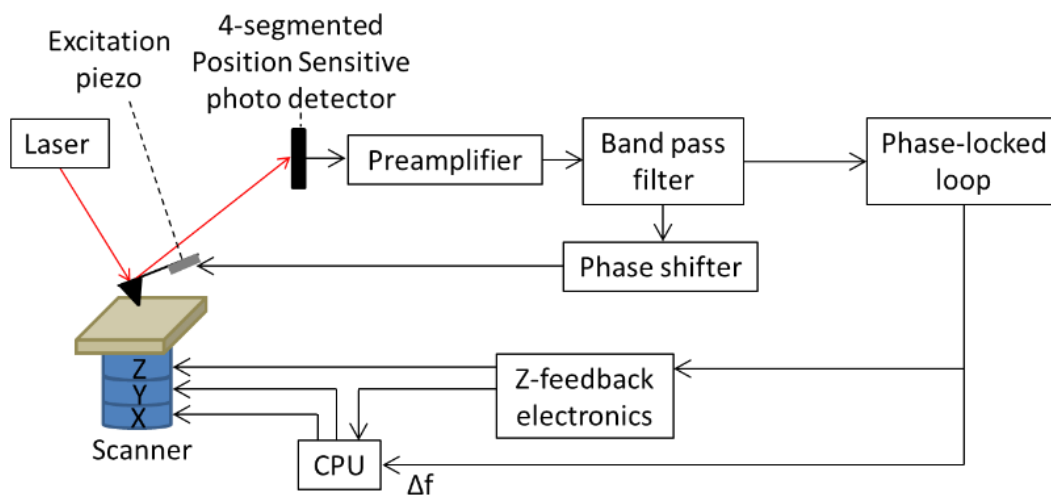 4-segmented
Position Sensitive
photo detector
Excitation
piezo
Laser
Preamplifier
Band pass
filter
Phase-locked
loop
Phase shifter
Z
Y
X
Scanner
Z-feedback
electronics
CPU
Δf